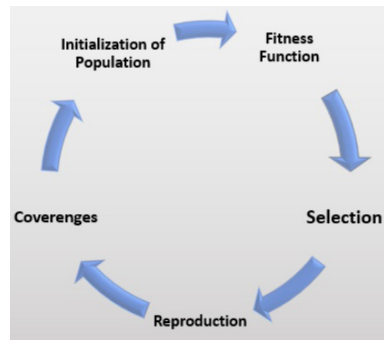 Initialization of
Population
Fitness
Function
Selection
Reproduction
Coverenges